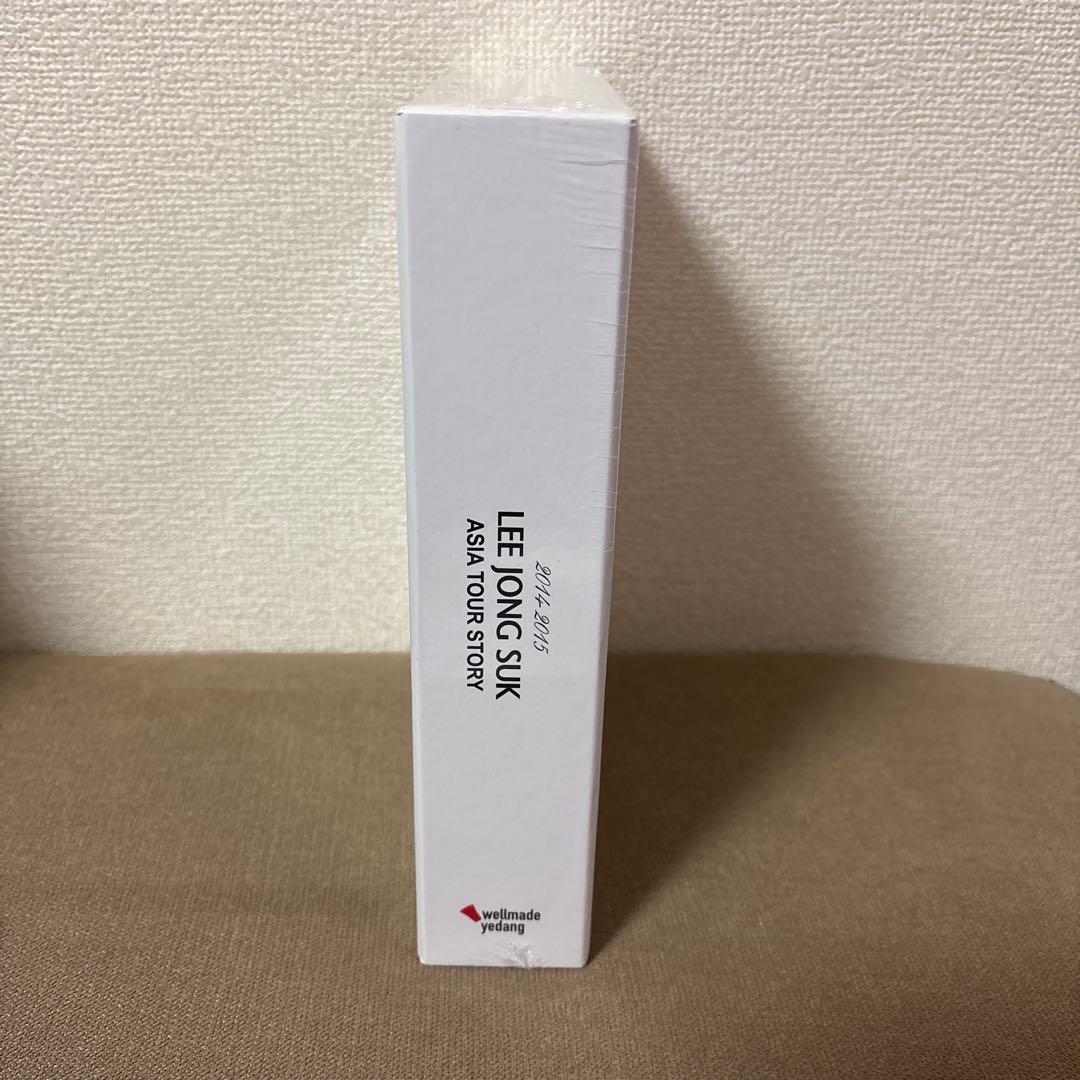 2014-2015
LEE JONG SUK
ASIA TOUR STORY
wellmade
yedang